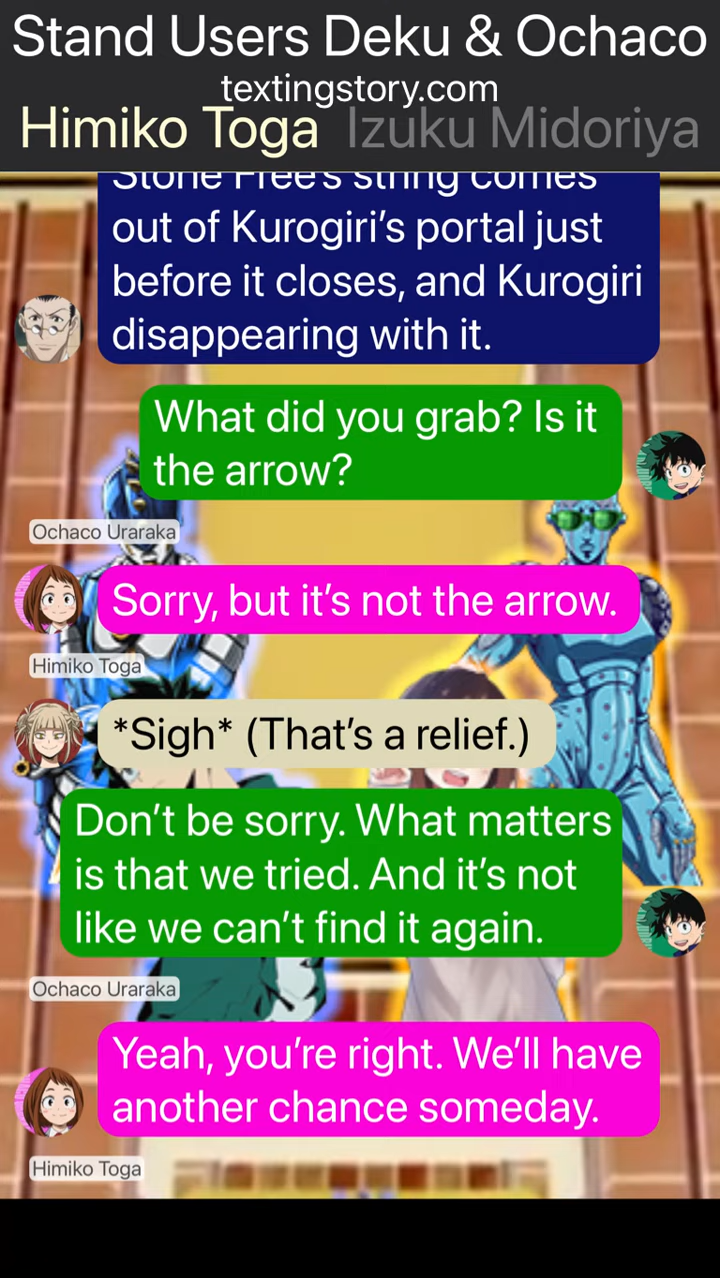 Stand Users Deku & Ochaco
textingstory.com
Himiko Toga Izuku Midoriya
Stone Free's string comes
out of Kurogiri's portal just
before it closes, and Kurogiri
disappearing with it.
What did you grab? Is it
the arrow?
Ochaco Uraraka
Sorry, but it's not the arrow.
Himiko Toga
*Sigh* (That's a relief.)
Don't be sorry. What matters
is that we tried. And it's not
like we can't find it again.
Ochaco Uraraka
Yeah, you're right. We'll have
another chance someday.
Himiko Toga